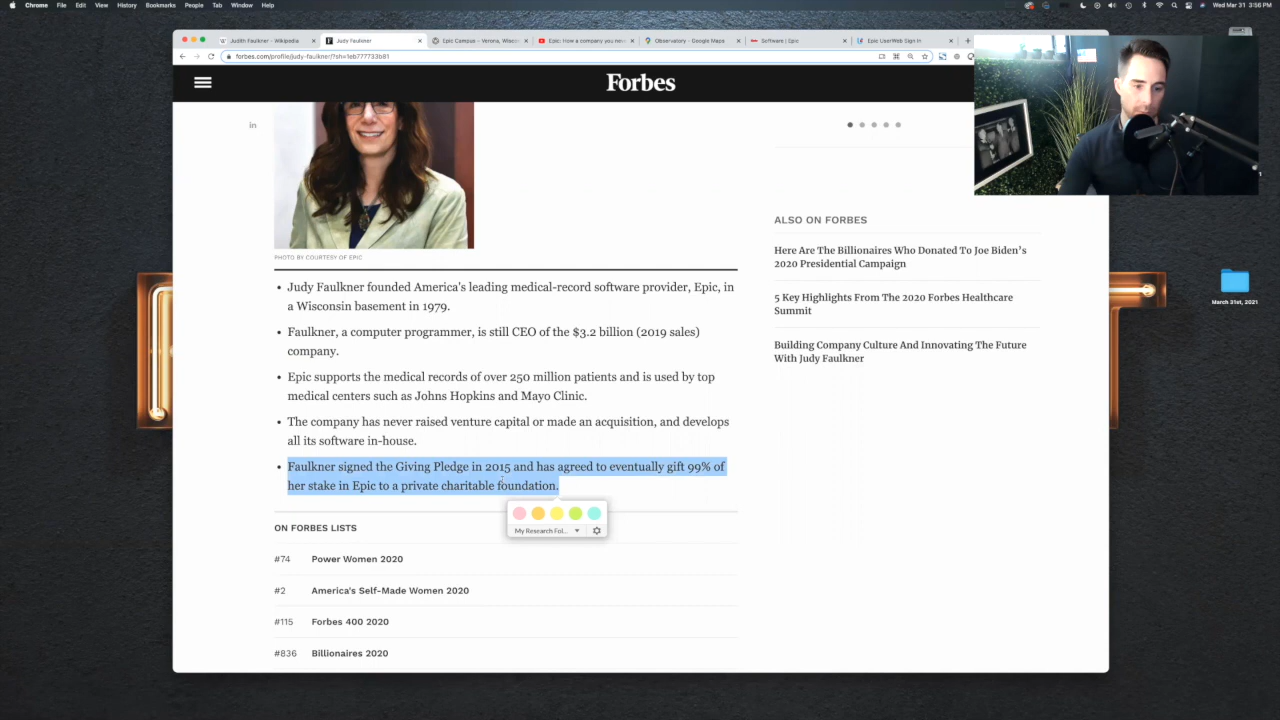 Chrome File Edit View History Bookmarks People Tab Window Help
Wed Mar 31 3:56 PM
Judith Faulkner - Wikipedia
Judy Faulkner
Epic Campus - Verona, Wiscon
Epic: How a company you nev
Observatory - Google Maps
Software | Epic
Epic UserWeb Sign In
forbes.com/profile/judy-faulkner/?sh=1eb777733b81
Forbes
in
PHOTO BY COURTESY OF EPIC
• Judy Faulkner founded America's leading medical-record software provider, Epic, in
a Wisconsin basement in 1979.
• Faulkner, a computer programmer, is still CEO of the $3.2 billion (2019 sales)
company.
• Epic supports the medical records of over 250 million patients and is used by top
medical centers such as Johns Hopkins and Mayo Clinic.
• The company has never raised venture capital or made an acquisition, and develops
all its software in-house.
• Faulkner signed the Giving Pledge in 2015 and has agreed to eventually gift 99% of
her stake in Epic to a private charitable foundation.
My Research Fol...
ON FORBES LISTS
#74 Power Women 2020
#2 America's Self-Made Women 2020
#115 Forbes 400 2020
#836 Billionaires 2020
ALSO ON FORBES
Here Are The Billionaires Who Donated To Joe Biden's
2020 Presidential Campaign
5 Key Highlights From The 2020 Forbes Healthcare
Summit
Building Company Culture And Innovating The Future
With Judy Faulkner
March 31st, 2021